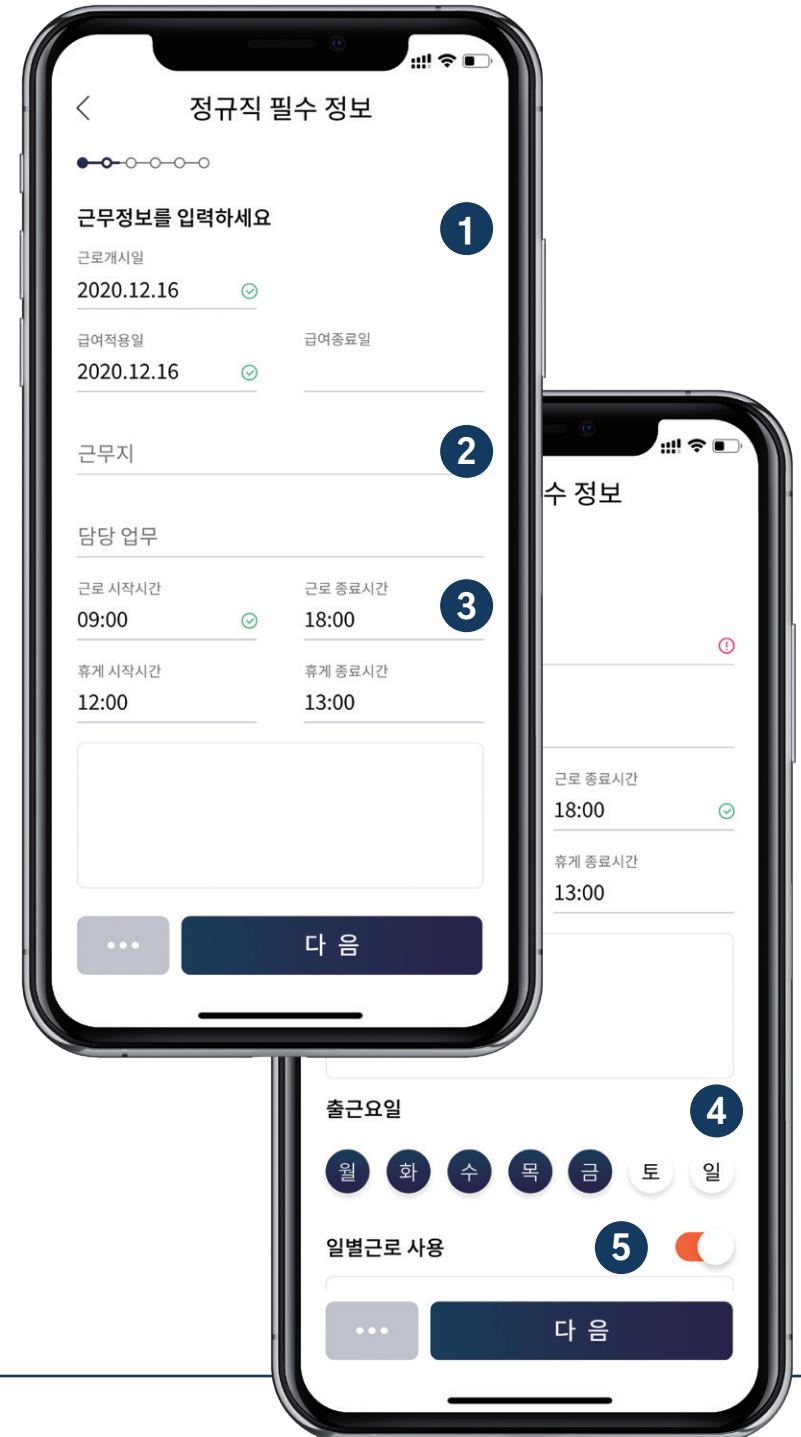 정규직 필수 정보
근무정보를 입력하세요
1
근로개시일
2020.12.16
급여적용일 급여종료일
2020.12.16
근무지
2
담당 업무
근로 시작시간 근로 종료시간
3
09:00 18:00
휴게 시작시간 휴게 종료시간
12:00 13:00
••• 다 음
수 정보
근로 종료시간
18:00
휴게 종료시간
13:00
출근요일
4
월 화 수 목 금 토 일
일별근로 사용
5
••• 다 음